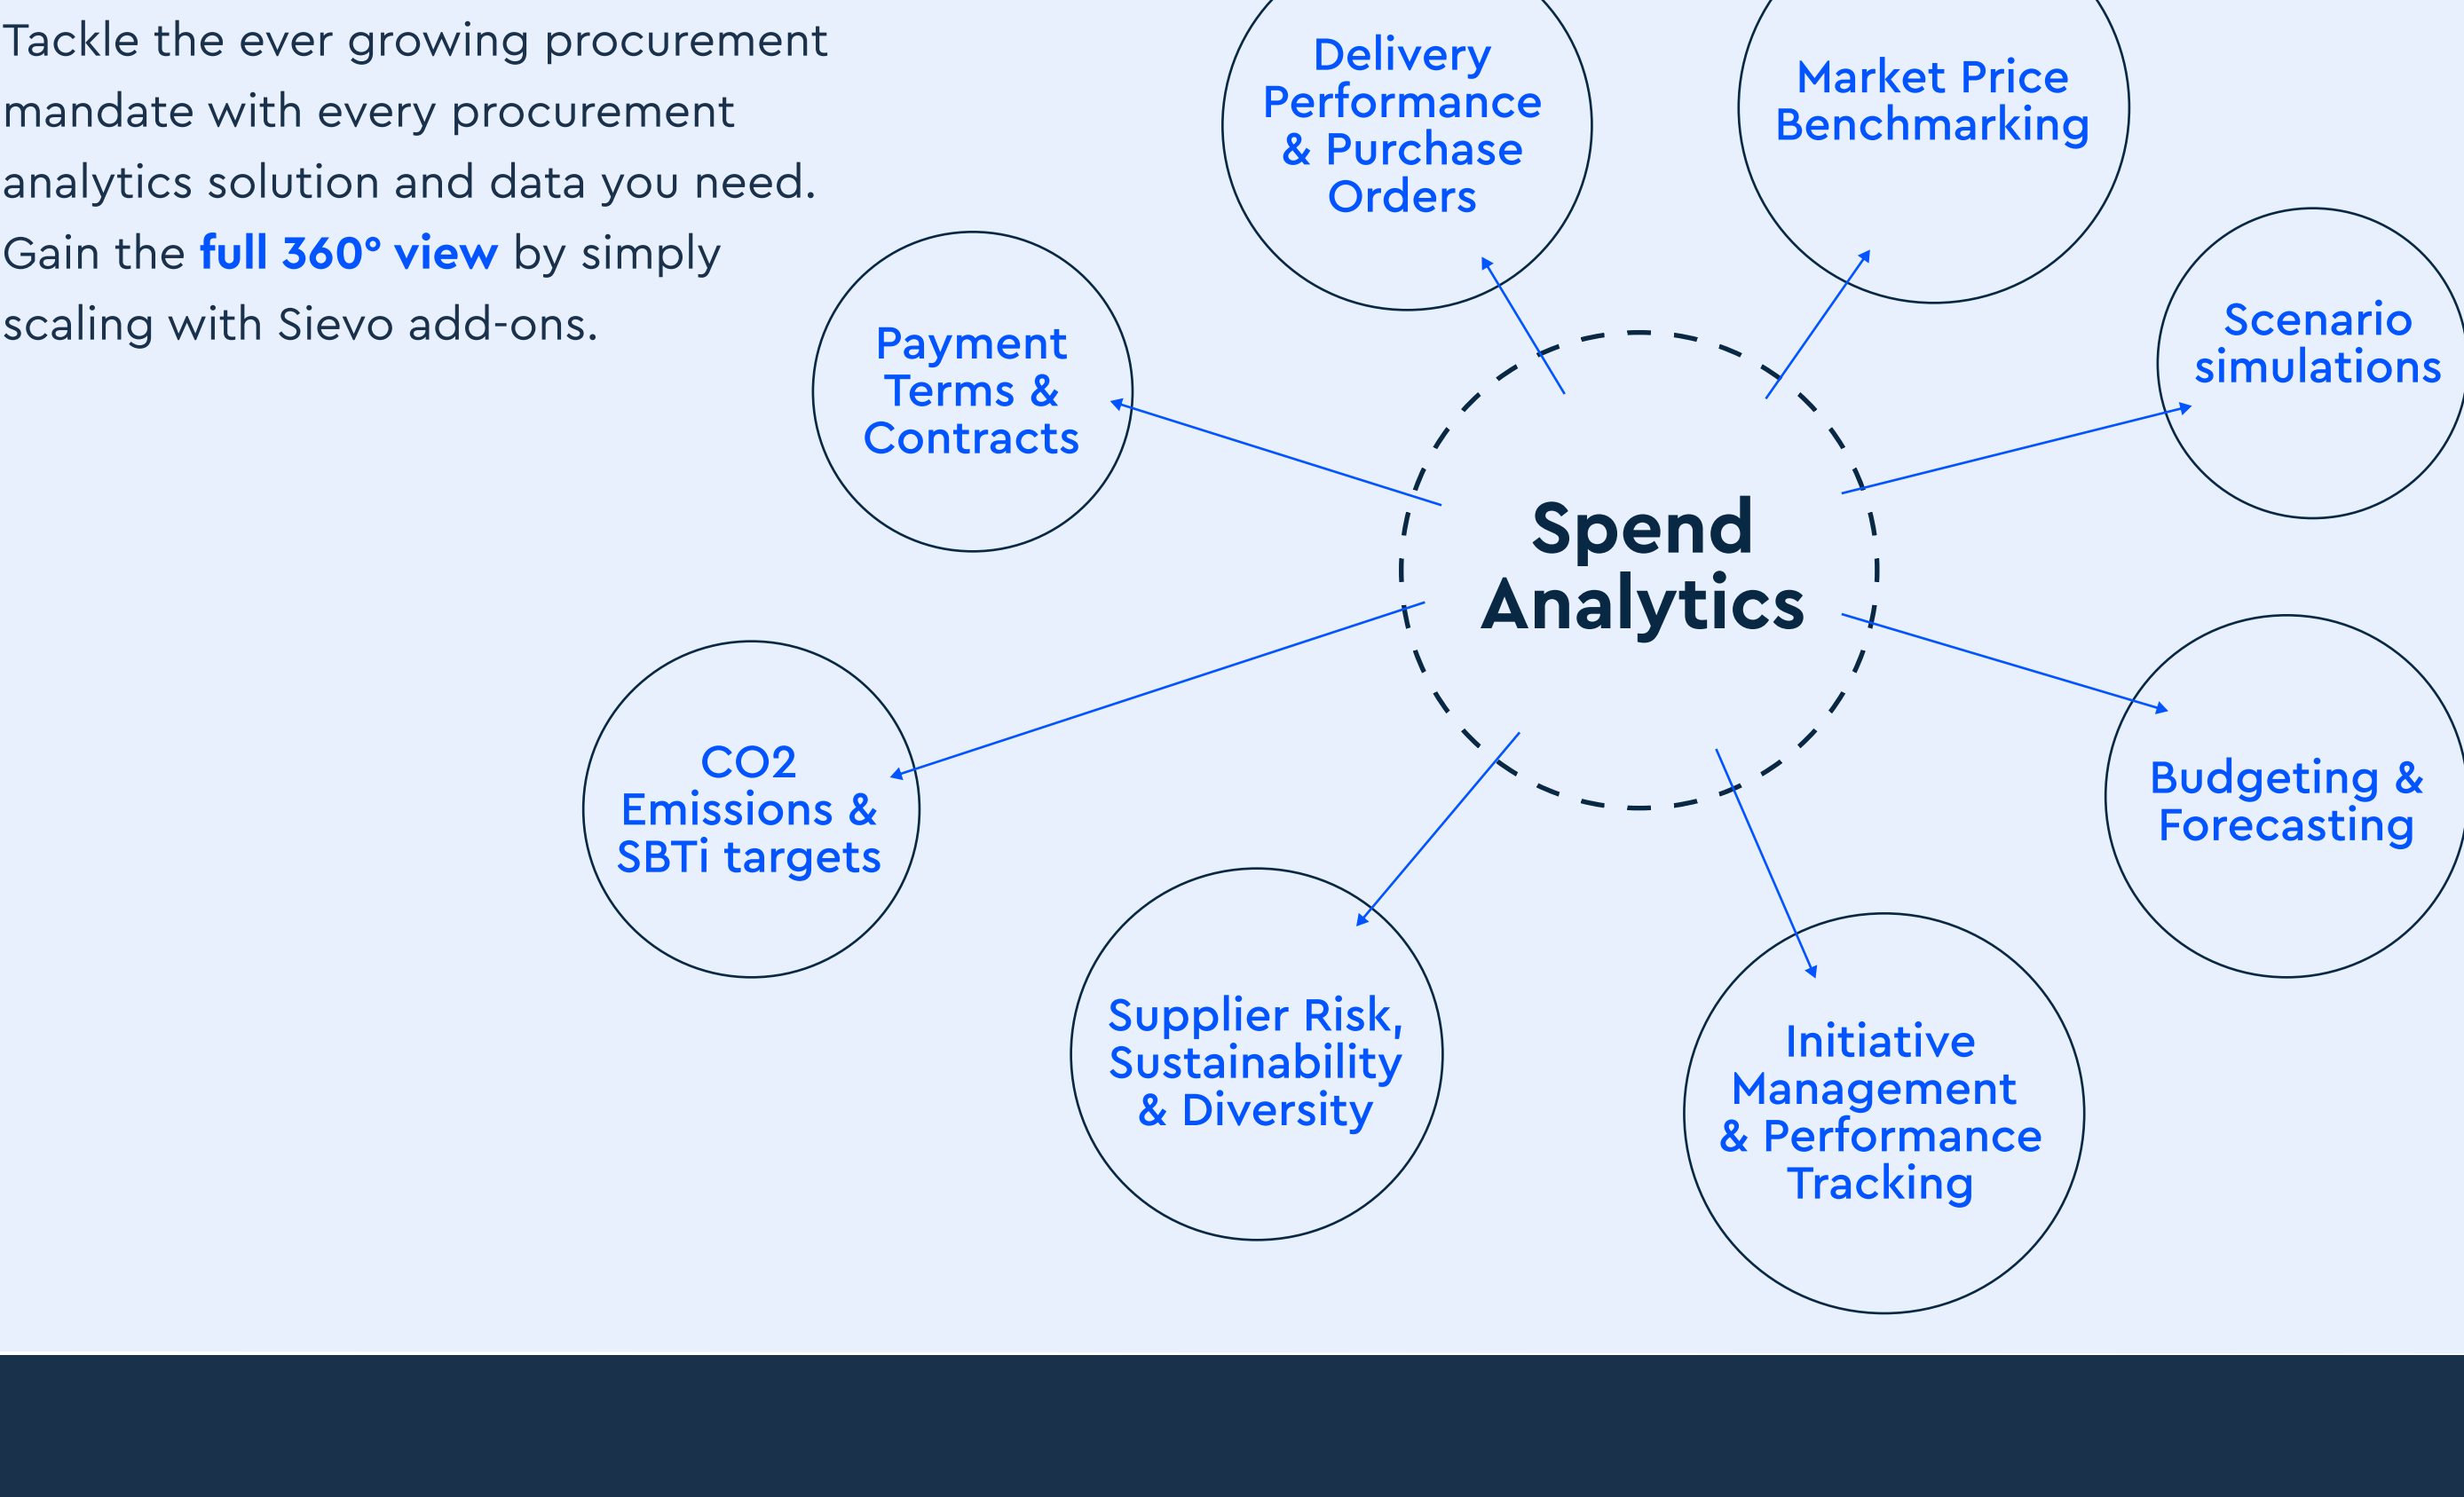 Tackle the ever growing procurement
mandate with every procurement
analytics solution and data you need.
Gain the full 360° view by simply
scaling with Sievo add-ons.
Delivery
Performance
& Purchase
Orders
Market Price
Benchmarking
Scenario
simulations
Payment
Terms &
Contracts
Spend
Analytics
CO2
Emissions &
SBTi targets
Budgeting &
Forecasting
Supplier Risk,
Sustainability
& Diversity
Initiative
Management
& Performance
Tracking